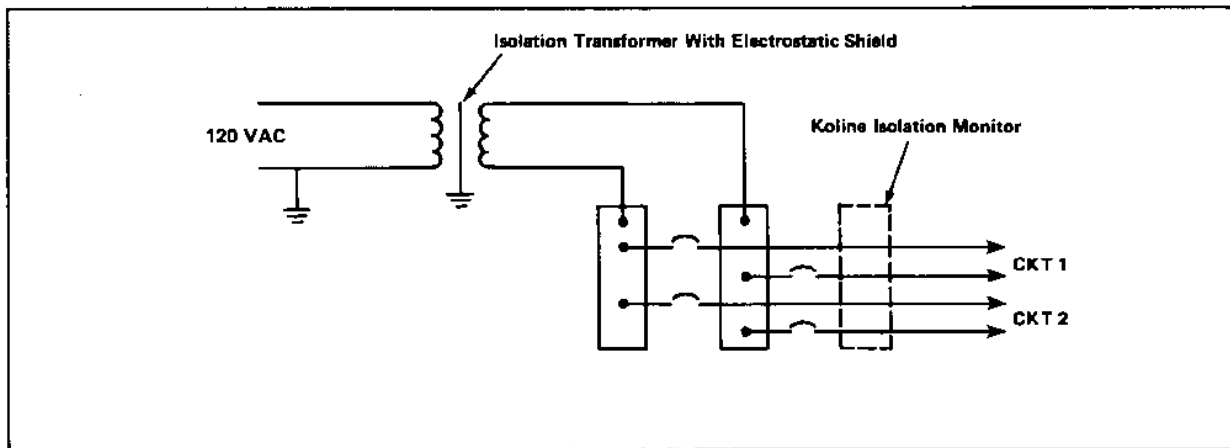 Isolation Transformer With Electrostatic Shield
120 VAC
Koline Isolation Monitor
CKT 1
CKT 2